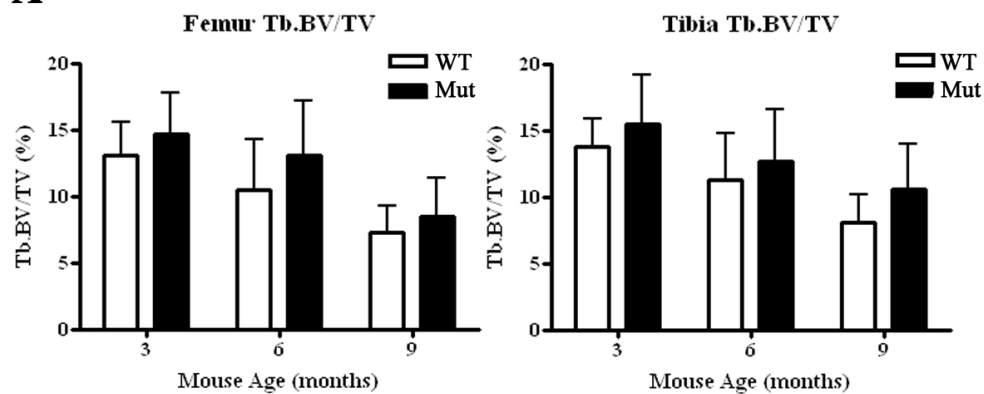 Femur Tb.BV/TV
Tb.BV/TV (%)
20
15
10
5
0
WT
Mut
3 6 9
Mouse Age (months)
Tibia Tb.BV/TV
Tb.BV/TV (%)
20
15
10
5
0
WT
Mut
3 6 9
Mouse Age (months)